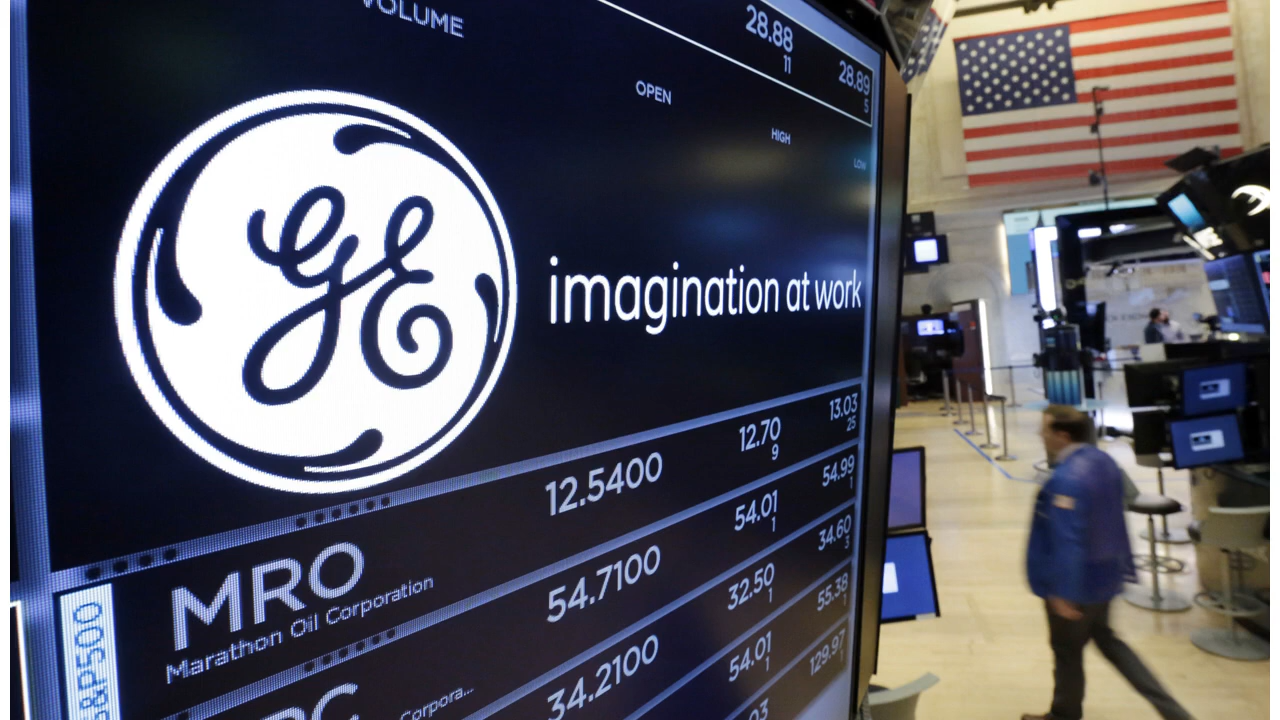 VOLUME
28.88
11
28.89
5
OPEN
HIGH
LOW
GE
imagination at work
12.5400
12.70
9
13.03
25
MRO
Marathon Oil Corporation
54.7100
54.01
1
54.99
1
S&P500
34.2100
32.50
1
34.60
3
Corpora...
54.01
1
55.38
1
129.97
1